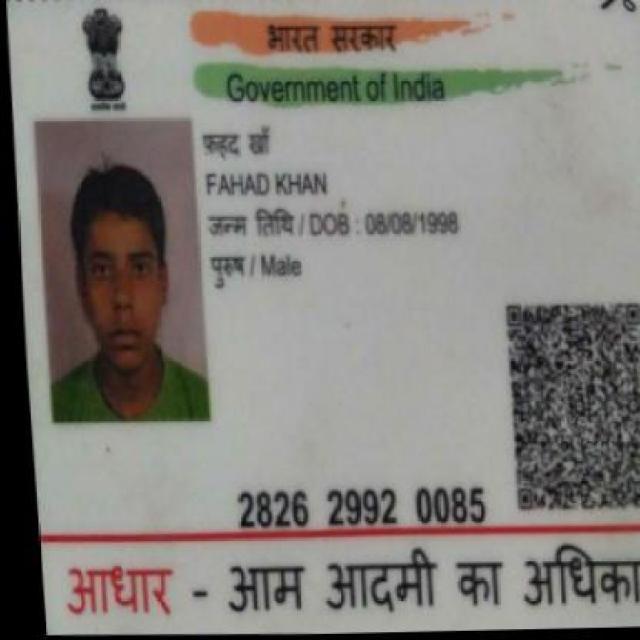 भारत सरकार
Government of India
फहद खाँ
FAHAD KHAN
जन्म तिथि / DOB : 08/08/1998
पुरुष / Male
2826 2992 0085
आधार - आम आदमी का अधिका